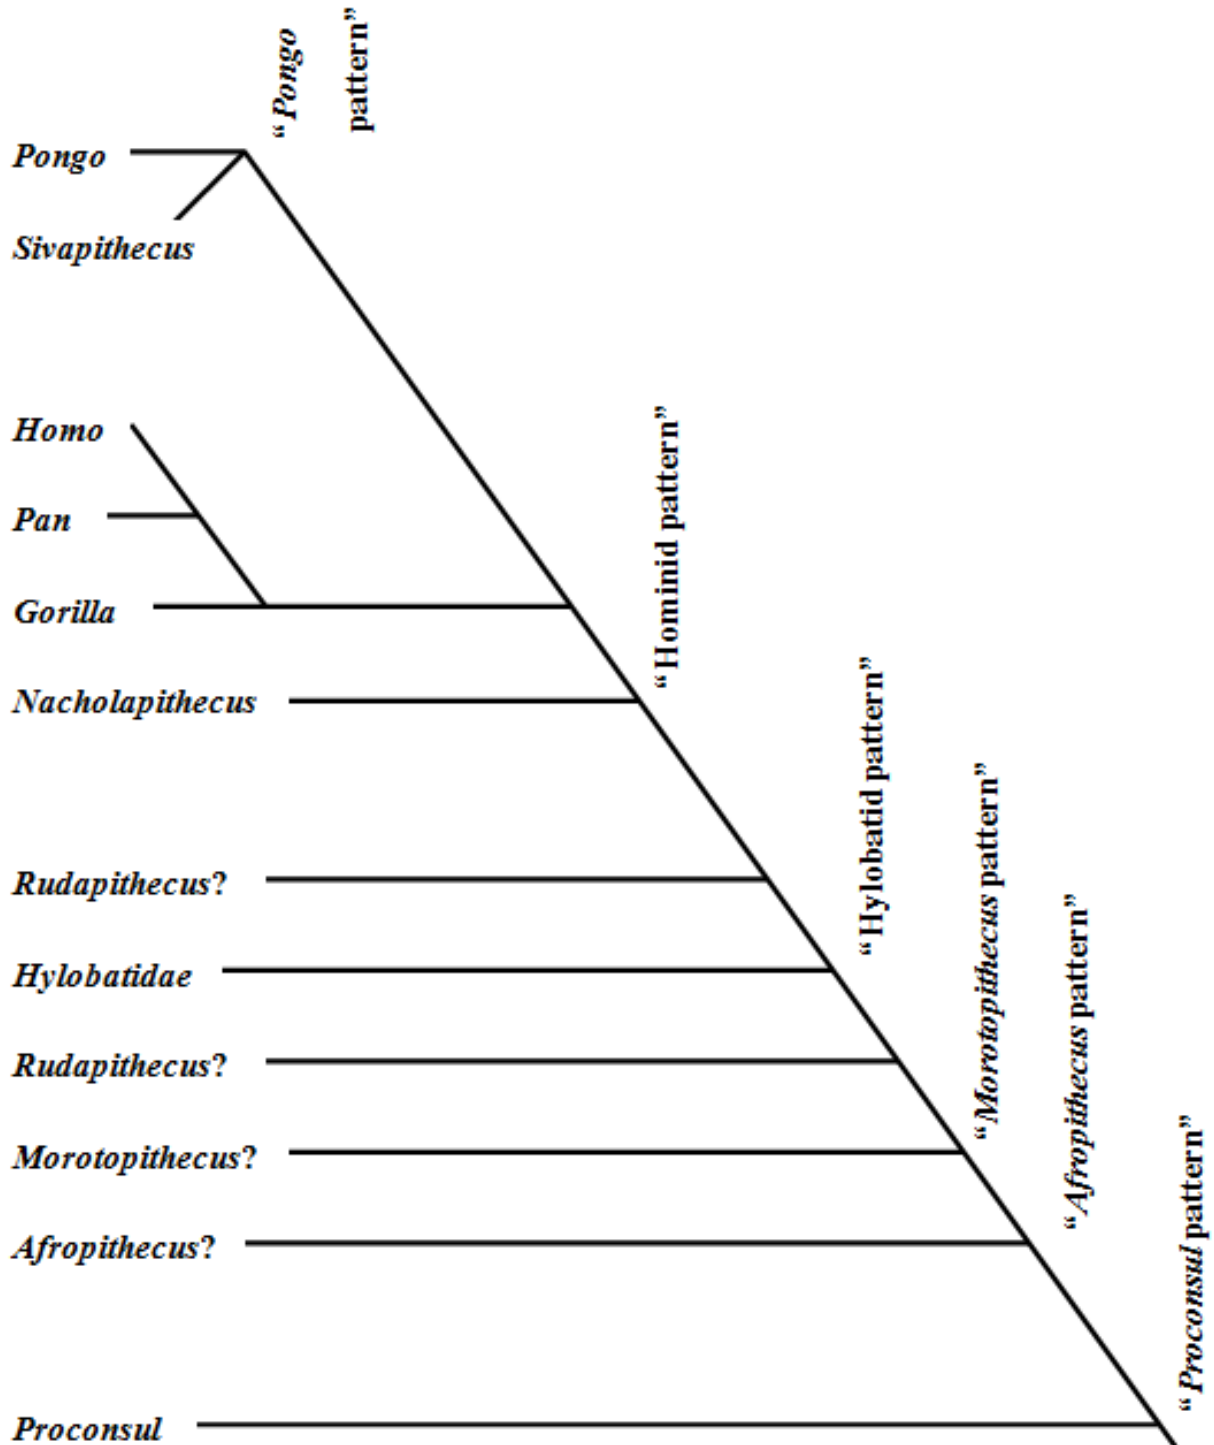 “Pongo
pattern”
Pongo
Sivapithecus
Homo
“Hominid pattern”
Pan
Gorilla
Nacholapithecus
“Hylobatid pattern”
“Morotopithecus pattern”
Rudapithecus?
“Afropithecus pattern”
Hylobatidae
Rudapithecus?
“Proconsul pattern”
Morotopithecus?
Afropithecus?
Proconsul